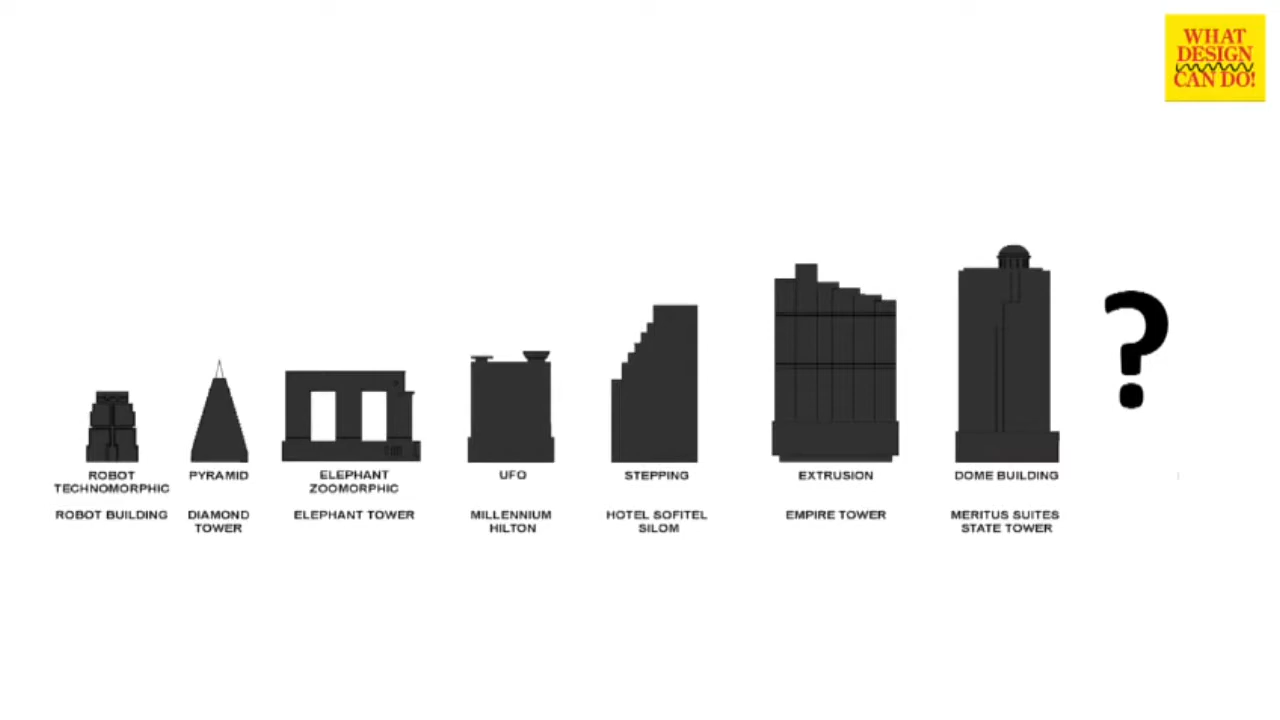 WHAT
DESIGN
CAN DO!
?
ROBOT
TECHNOMORPHIC
PYRAMID
ELEPHANT
ZOOMORPHIC
UFO
STEPPING
EXTRUSION
DOME BUILDING
ROBOT BUILDING
DIAMOND
TOWER
ELEPHANT TOWER
MILLENNIUM
HILTON
HOTEL SOFITEL
SILOM
EMPIRE TOWER
MERITUS SUITES
STATE TOWER